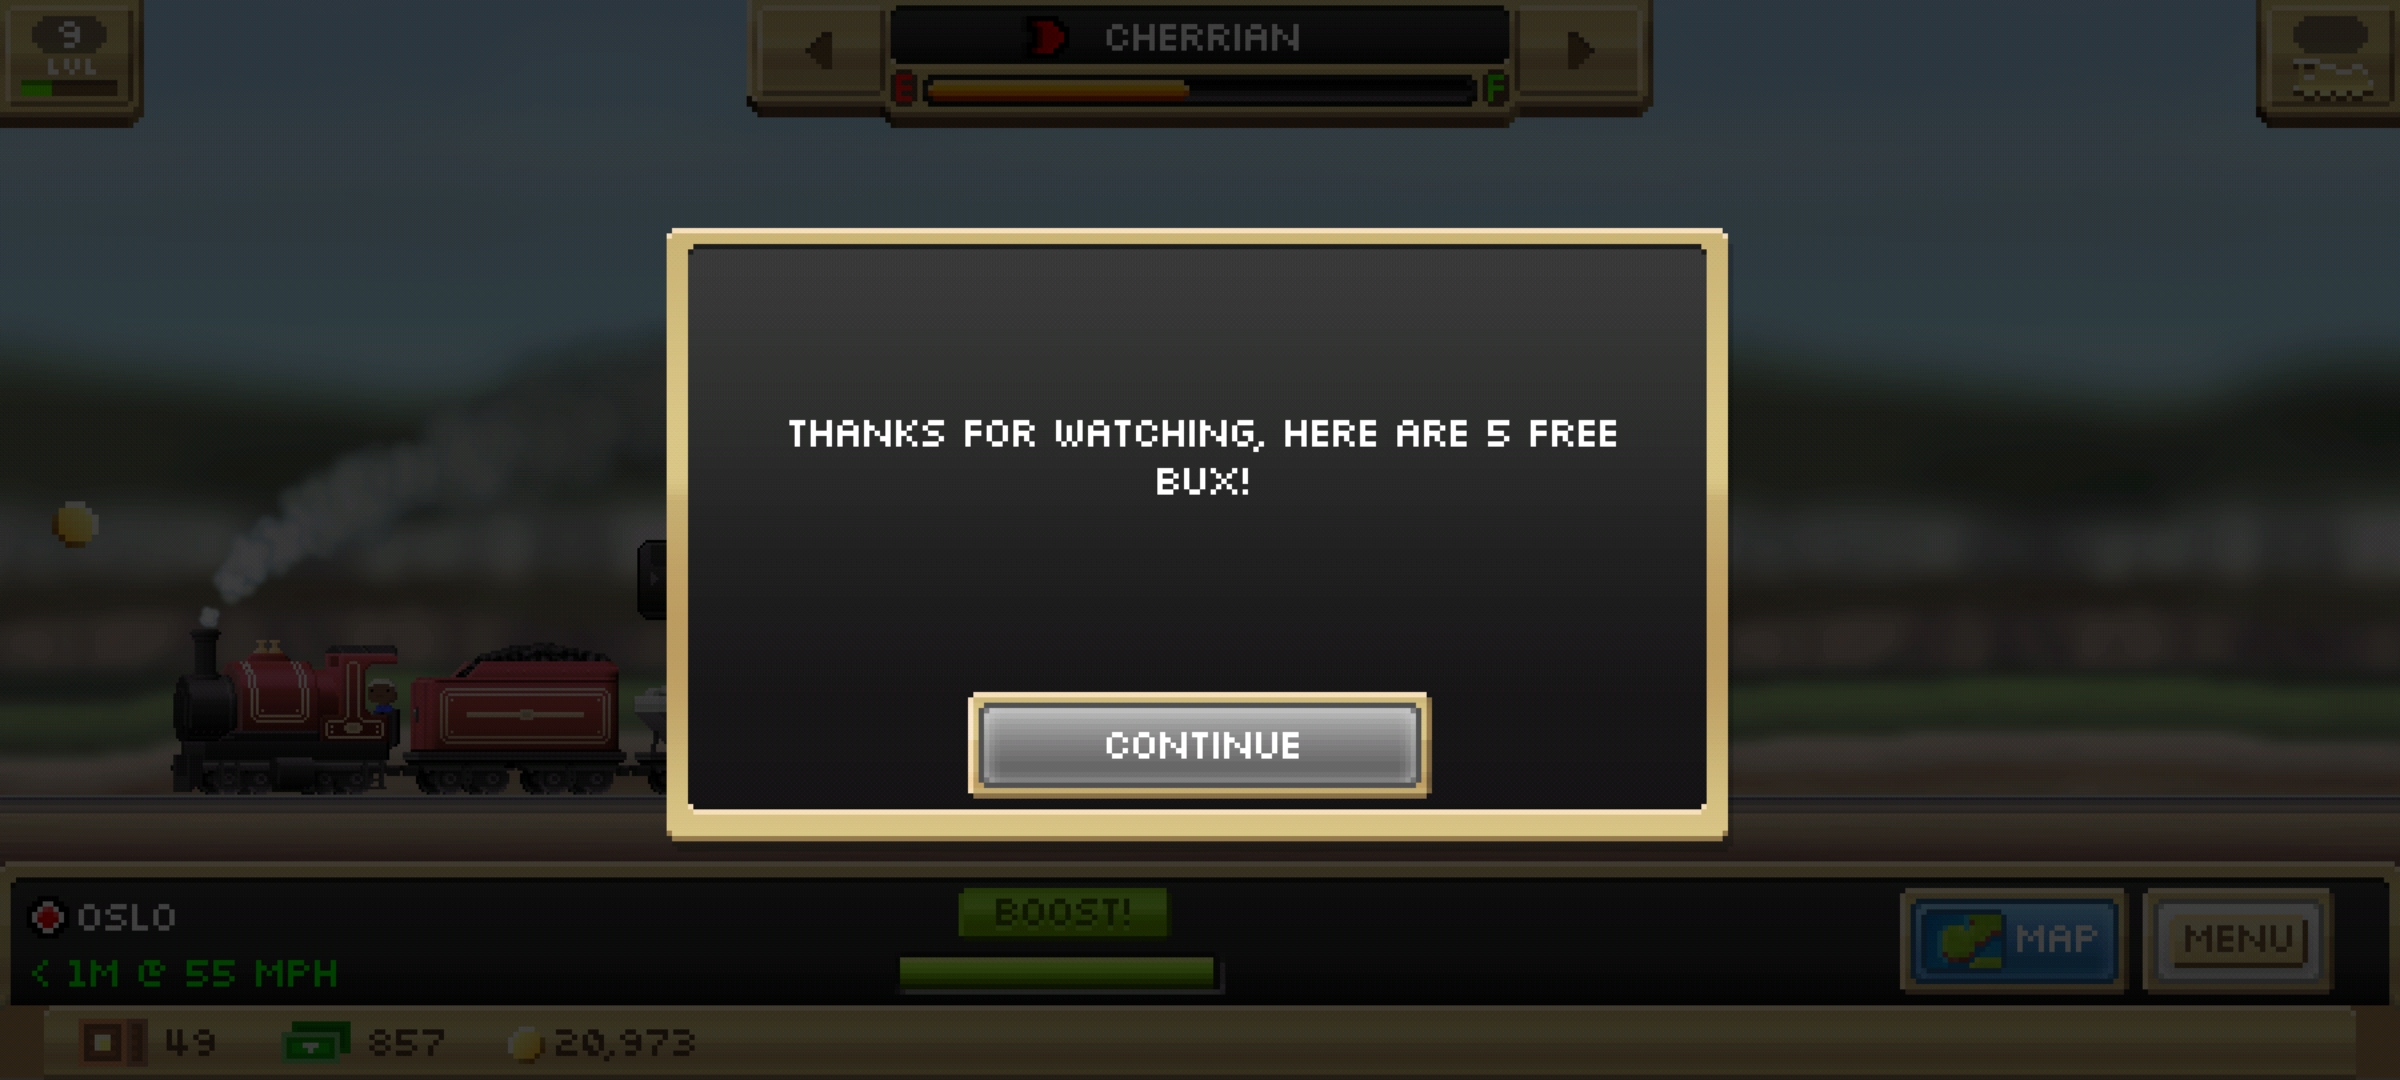 9
LVL
CHERRIAN
E
F
THANKS FOR WATCHING, HERE ARE 5 FREE
BUX!
CONTINUE
OSLO
BOOST!
< 1M @ 55 MPH
MAP
MENU
49
857
20,973